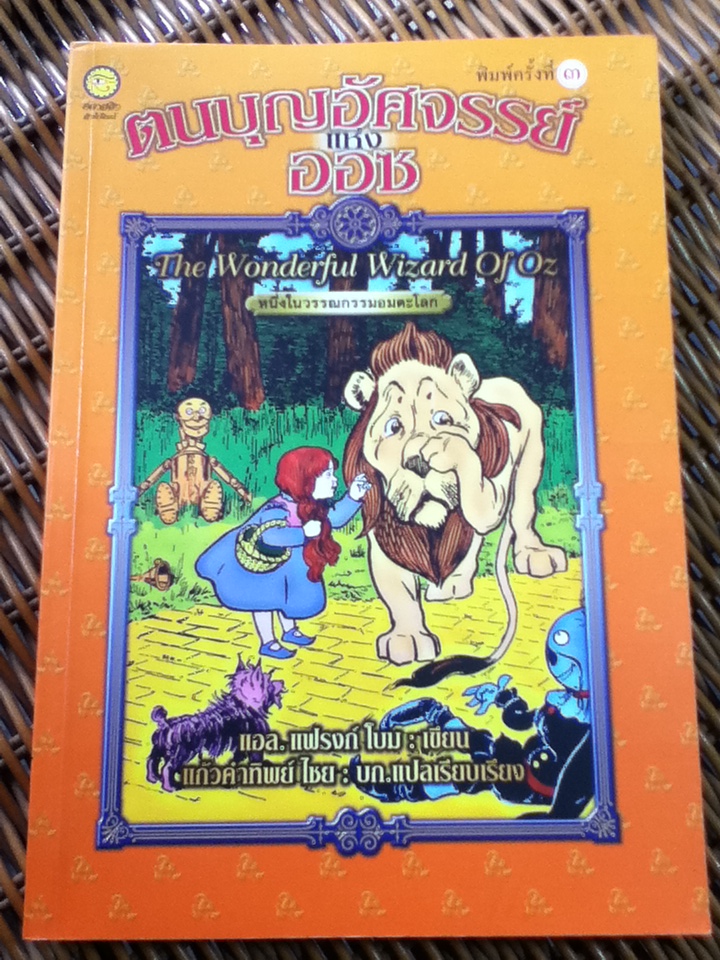 พิมพ์ครั้งที่ ๓
ตนบุญอัศจรรย์
แห่ง
ออซ
The Wonderful Wizard Of Oz
หนึ่งในวรรณกรรมอมตะโลก
แอล. แฟรงก์ โบม : เขียน
แก้วคำทิพย์ ไชย : บก.แปลเรียบเรียง